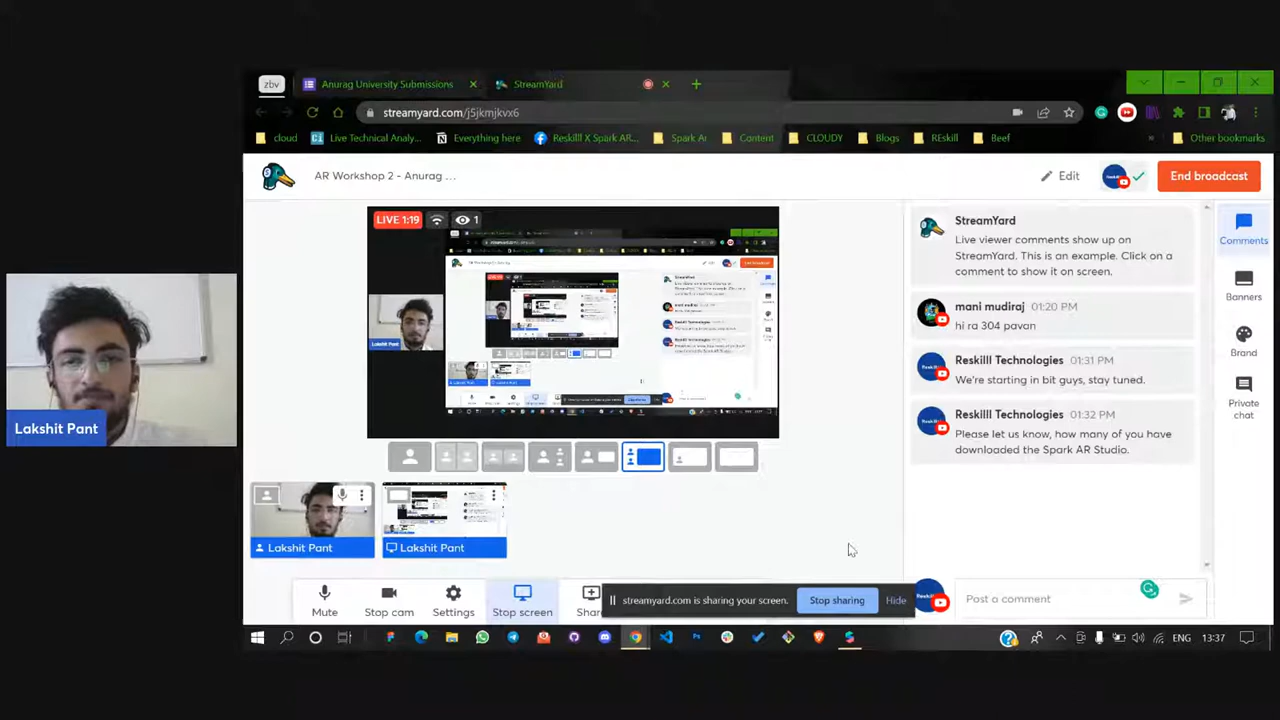 zbv
Anurag University Submissions
StreamYard
streamyard.com/j5jkmjkvx6
cloud
Live Technical Analy...
Everything here
Reskilll X Spark AR...
Spark Ar
Content
CLOUDY
Blogs
REskill
Beef
Other bookmarks
AR Workshop 2 - Anurag ...
Edit
End broadcast
LIVE 1:19
1
Lakshit Pant
Lakshit Pant
Lakshit Pant
Lakshit Pant
StreamYard
Live viewer comments show up on
StreamYard. This is an example. Click on a
comment to show it on screen.
nani mudiraj 01:20 PM
304 pavan
Reskilll Technologies 01:31 PM
We're starting in bit guys, stay tuned.
Reskilll Technologies 01:32 PM
Please let us know, how many of you have
downloaded the Spark AR Studio.
Comments
Banners
Brand
Private
chat
Mute
Stop cam
Settings
Stop screen
Shar
streamyard.com is sharing your screen.
Stop sharing
Hide
Post a comment
ENG
13:37